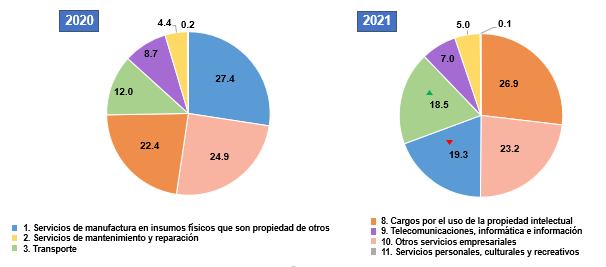 2020
4.4
0.2
8.7
27.4
12.0
22.4
24.9
2021
5.0
0.1
7.0
26.9
18.5
19.3
23.2
1. Servicios de manufactura en insumos físicos que son propiedad de otros
2. Servicios de mantenimiento y reparación
3. Transporte
8. Cargos por el uso de la propiedad intelectual
9. Telecomunicaciones, informática e información
10. Otros servicios empresariales
11. Servicios personales, culturales y recreativos